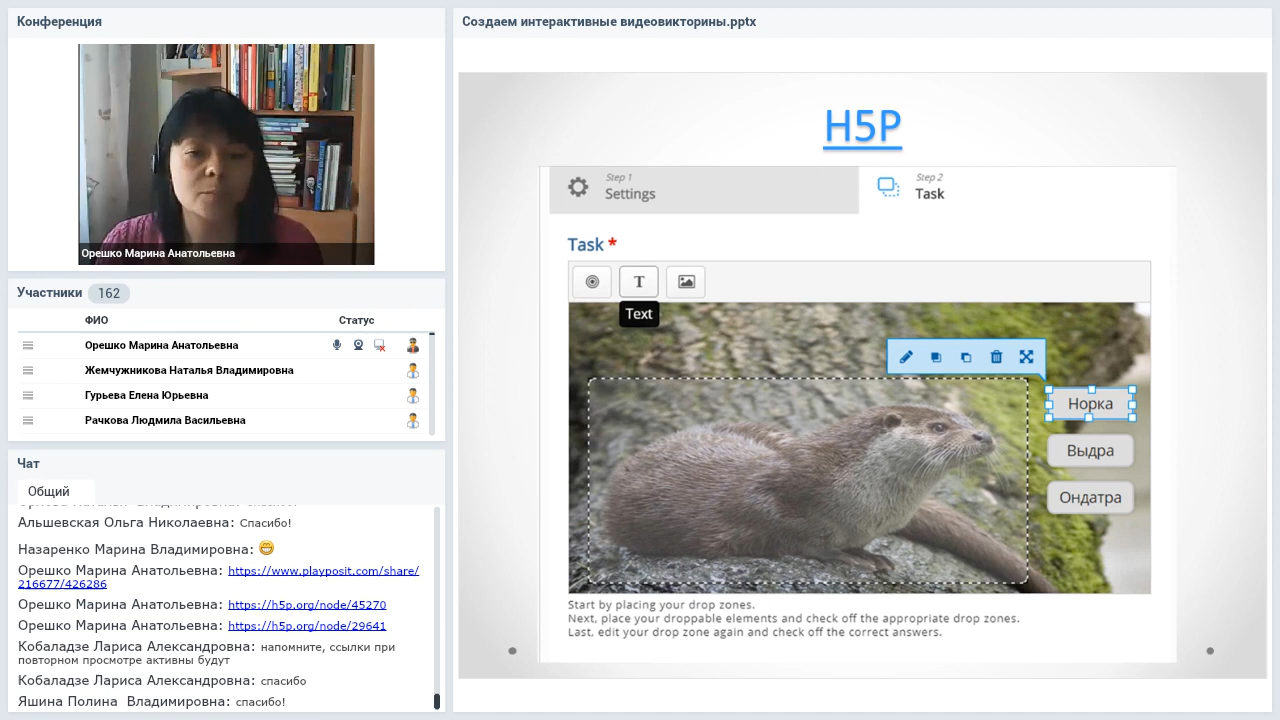 Конференция
Орешко Марина Анатольевна
Участники 162
ФИО Статус
Орешко Марина Анатольевна
Жемчужникова Наталья Владимировна
Гурьева Елена Юрьевна
Рачкова Людмила Васильевна
Чат
Общий
Альшевская Ольга Николаевна: Спасибо!
Назаренко Марина Владимировна:
Орешко Марина Анатольевна: https://www.playposit.com/share/
216677/426286
Орешко Марина Анатольевна: https://h5p.org/node/45270
Орешко Марина Анатольевна: https://h5p.org/node/29641
Кобаладзе Лариса Александровна: напомните, ссылки при
повторном просмотре активны будут
Кобаладзе Лариса Александровна: спасибо
Яшина Полина Владимировна: спасибо!
Создаем интерактивные видеовикторины.pptx
H5P
Step 1
Settings
Step 2
Task
Task *
T
Text
Норка
Выдра
Ондатра
Start by placing your drop zones.
Next, place your droppable elements and check off the appropriate drop zones.
Last, edit your drop zone again and check off the correct answers.